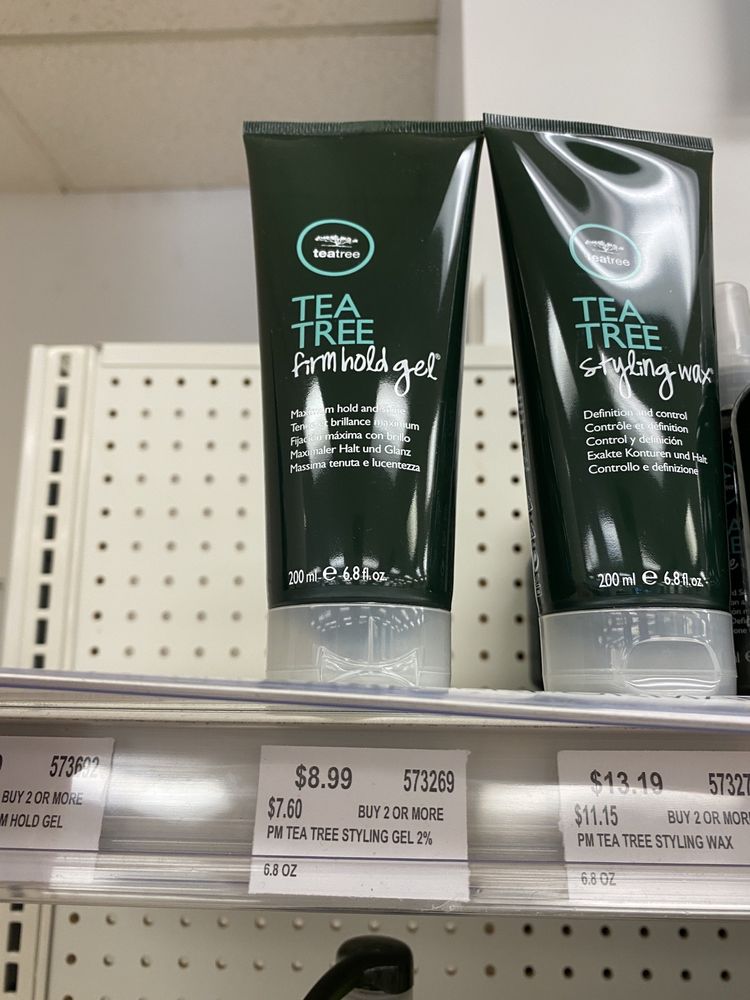 teatree
TEA
TREE
firm hold gel
Maximum hold and shine
Tenue et brillance maximum
Fijación máxima con brillo
Maximaler Halt und Glanz
Massima tenuta e lucentezza
200 ml e 6.8 fl.oz.
teatree
TEA
TREE
styling wax
Definition and control
Contrôle et définition
Control y definición
Exakte Konturen und Halt
Controllo e definizione
200 ml e 6.8 fl.oz.
573692
BUY 2 OR MORE
M HOLD GEL
$8.99 573269
$7.60 BUY 2 OR MORE
PM TEA TREE STYLING GEL 2%
6.8 OZ
$13.19 57327
$11.15 BUY 2 OR MOR
PM TEA TREE STYLING WAX
6.8 OZ